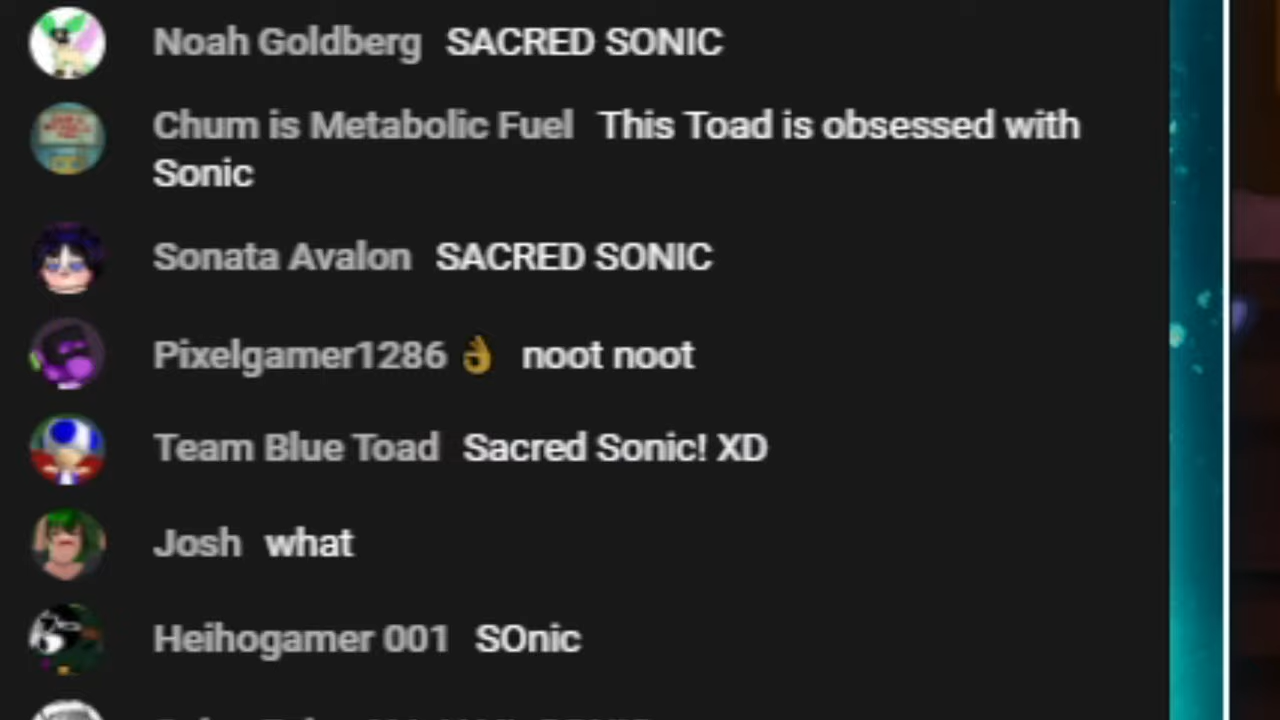 Noah Goldberg SACRED SONIC
Chum is Metabolic Fuel This Toad is obsessed with
Sonic
Sonata Avalon SACRED SONIC
Pixelgamer1286 👌 noot noot
Team Blue Toad Sacred Sonic! XD
Josh what
Heihogamer 001 SOnic